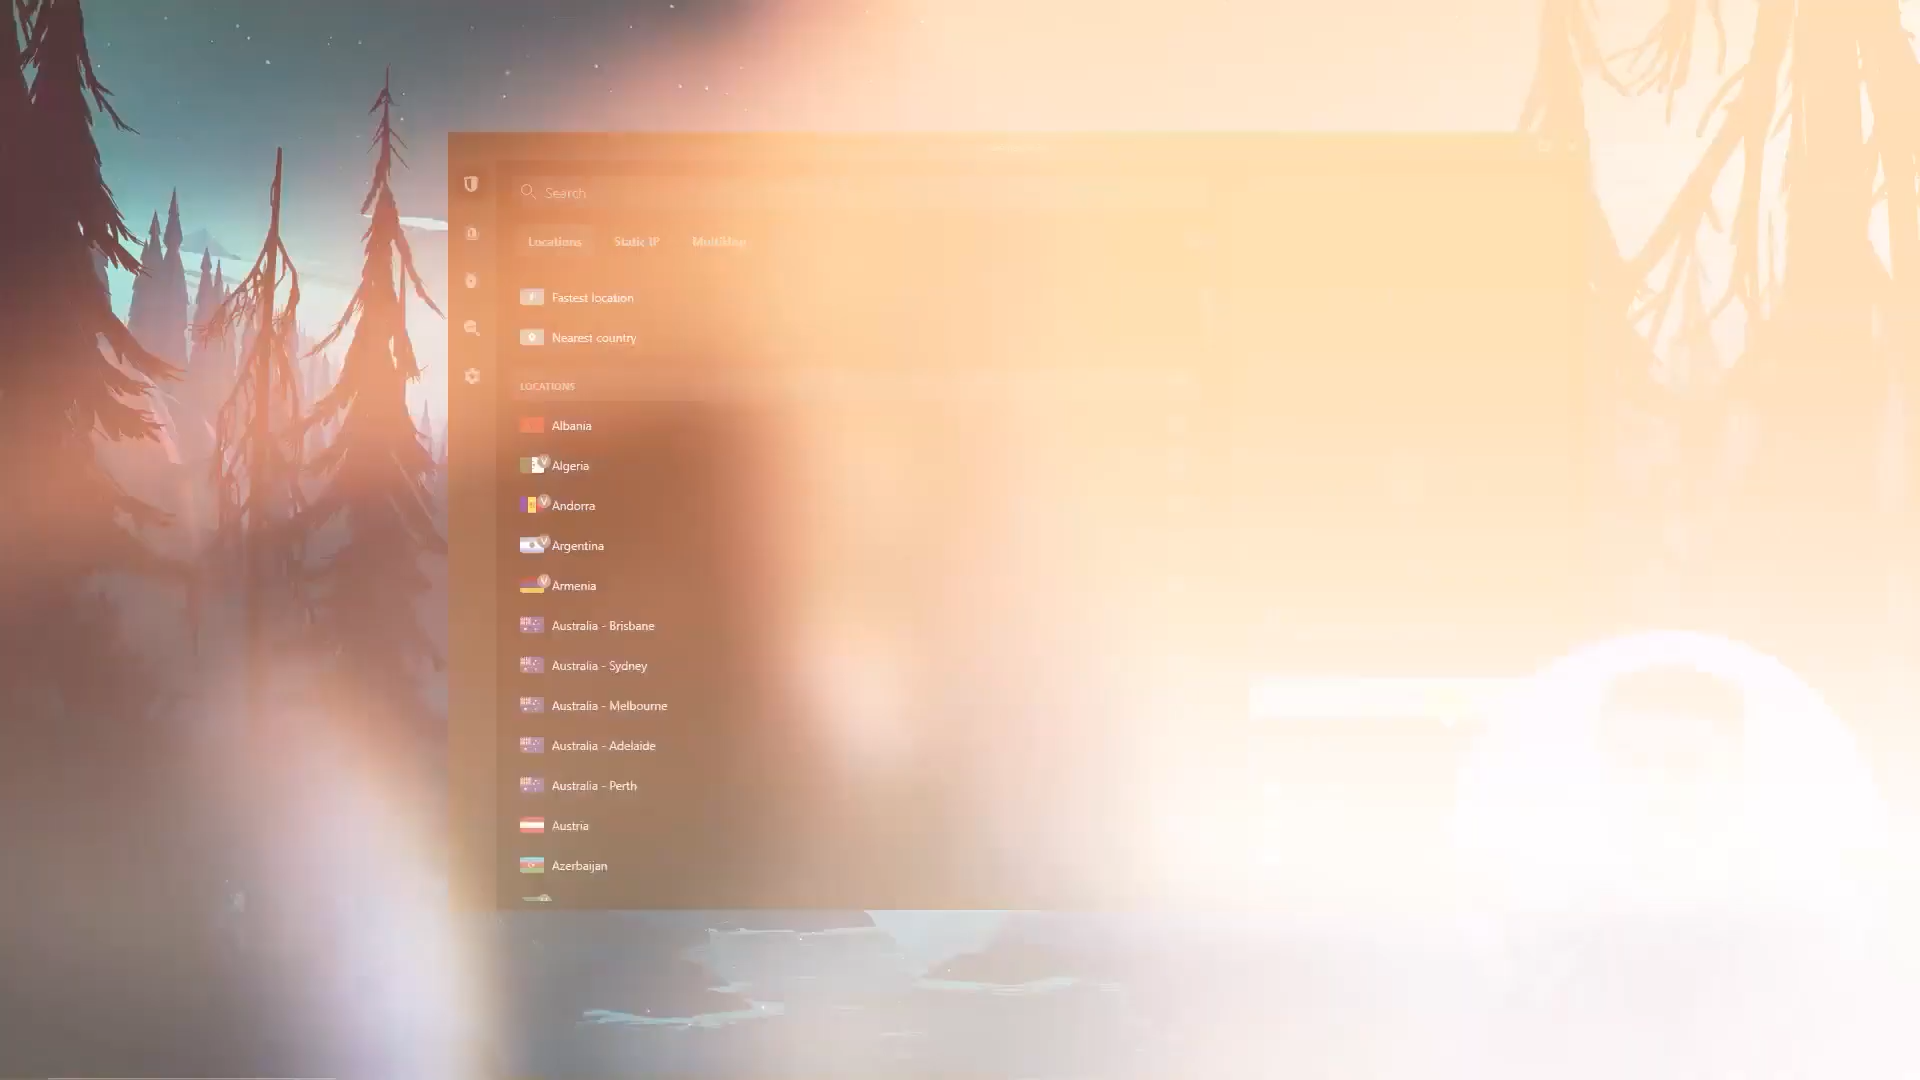 Search
Locations Static IP MultiHop
Fastest location
Nearest country
LOCATIONS
Albania
V Algeria
V Andorra
V Argentina
V Armenia
Australia - Brisbane
Australia - Sydney
Australia - Melbourne
Australia - Adelaide
Australia - Perth
Austria
Azerbaijan